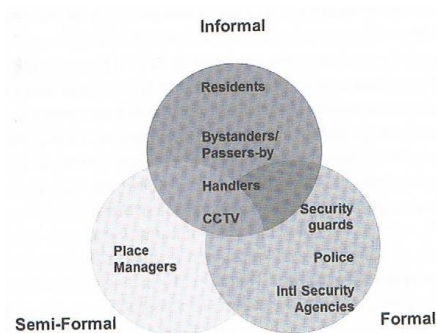 Informal
Residents
Bystanders/
Passers-by
Handlers
CCTV
Security
guards
Place
Managers
Police
Intl Security
Agencies
Semi-Formal
Formal